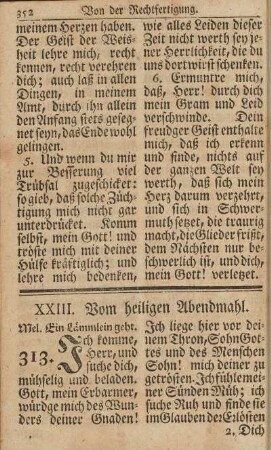 352 Von der Rechtfertigung.
meinem Herzen haben.
Der Geist der Weis-
heit lehre mich, recht
kennen, recht verehren
dich; auch laß in allen
Dingen, in meinem
Amt, durch ihn allein
den Anfang stets geseg-
net seyn, das Ende wohl
gelingen.
5. Und wenn du mir
zur Besserung viel
Trübsal zugeschicket:
so gieb, daß solche Züch-
tigung mich nicht gar
unterdrücket. Komm
selbst, mein Gott! und
tröste mich mit deiner
Hülfe kräftiglich; und
lehre mich bedenken,
wie alles Leiden dieser
Zeit nicht werth sey je-
ner Herrlichkeit, die du
uns dort wirst schenken.
6. Ermuntre mich,
daß, Herr! durch dich
mein Gram und Leid
verschwinde. Dein
freudger Geist enthalte
mich, daß ich erkenn
und finde, nichts auf
der ganzen Welt sey
werth, daß sich mein
Herz darum verzehrt,
und sich in Schwer-
muth setzet, die traurig
macht, die Glieder frißt,
dem Nächsten nur be-
schwerlich ist, und dich,
mein Gott! verletzet.
XXIII. Vom heiligen Abendmahl.
Mel. Ein Lämmlein geht.
313. Ich komme,
Herr, und
suche dich,
mühselig und beladen.
Gott, mein Erbarmer,
würdge mich des Wun-
ders deiner Gnaden!
Ich liege hier vor dei-
nem Thron, Sohn Got-
tes und des Menschen
Sohn! mich deiner zu
getrösten. Ich fühle mei-
ner Sünden Müh; ich
suche Ruh und finde sie
im Glauben der Erlösten
2. Dich